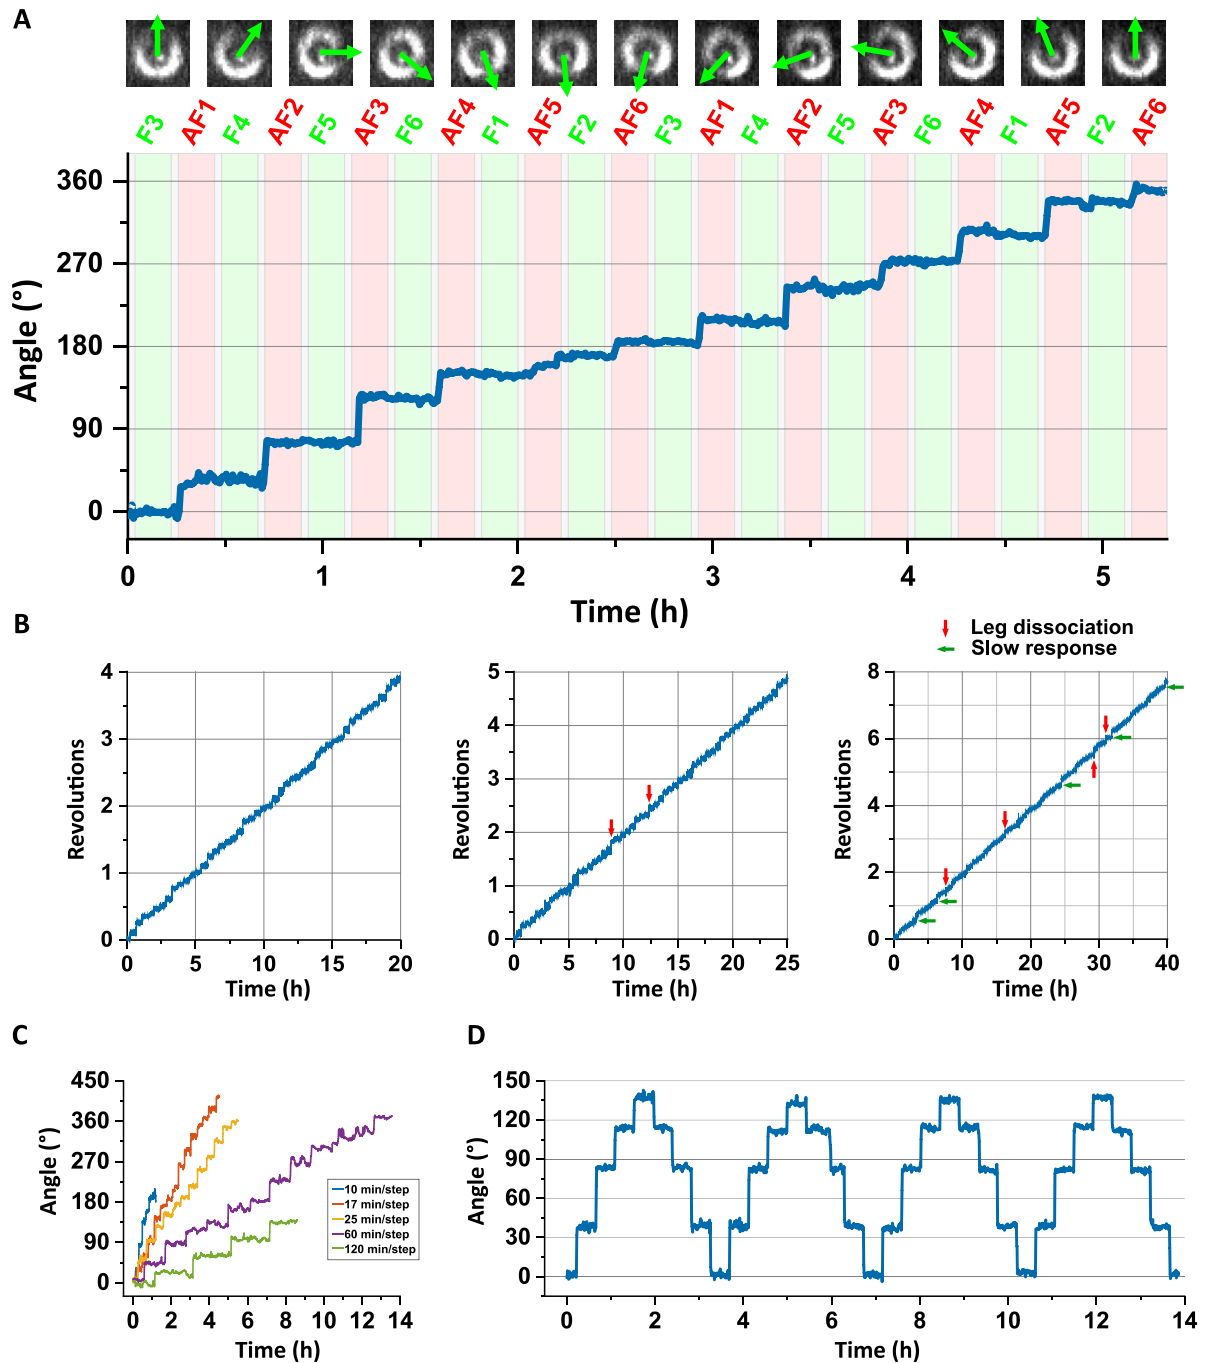 A
F3 AF1 F4 AF2 F5 AF3 F6 AF4 F1 AF5 F2 AF6 F3 AF1 F4 AF2 F5 AF3 F6 AF4 F1 AF5 F2 AF6
360
270
180
90
0
Angle (°)
0 1 2 3 4 5
Time (h)
B
Leg dissociation
Slow response
4
3
2
1
0
Revolutions
0 5 10 15 20
Time (h)
5
4
3
2
1
0
Revolutions
0 5 10 15 20 25
Time (h)
8
6
4
2
0
Revolutions
0 10 20 30 40
Time (h)
C
450
360
270
180
90
0
Angle (°)
10 min/step
17 min/step
25 min/step
60 min/step
120 min/step
0 2 4 6 8 10 12 14
Time (h)
D
150
120
90
60
30
0
Angle (°)
0 2 4 6 8 10 12 14
Time (h)